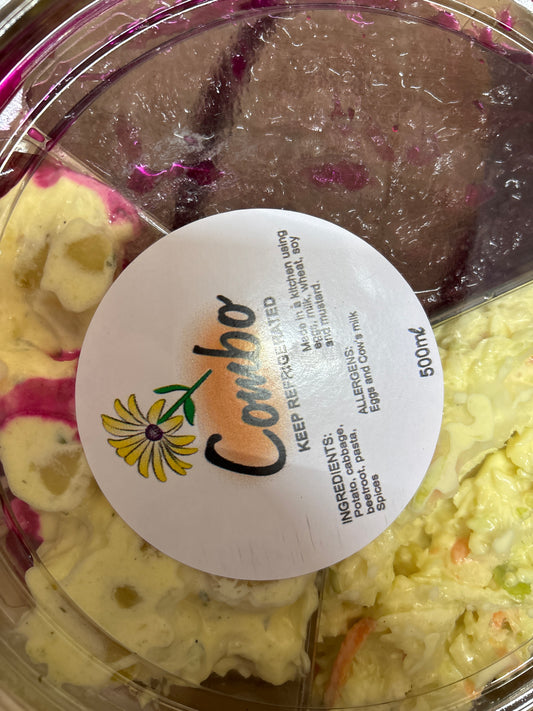 Combo
KEEP REFRIGERATED
Made in a kitchen using
eggs, milk, wheat, soy
and mustard.
INGREDIENTS:
Potato, cabbage,
beetroot, pasta,
Spices
ALLERGENS:
Eggs and Cow's milk
500ml